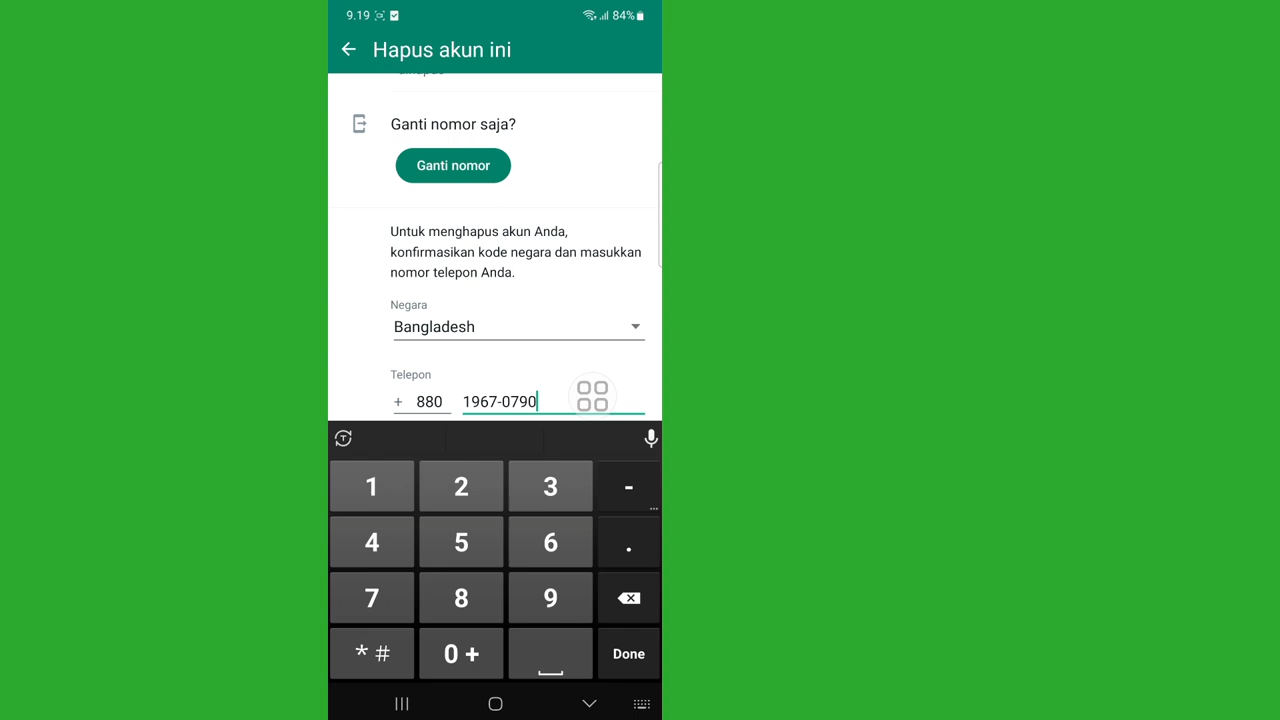 9.19 84%
Hapus akun ini
Ganti nomor saja?
Ganti nomor
Untuk menghapus akun Anda,
konfirmasikan kode negara dan masukkan
nomor telepon Anda.
Negara
Bangladesh
Telepon
+ 880 1967-0790
1 2 3 -
4 5 6 .
7 8 9
* # 0 + Done